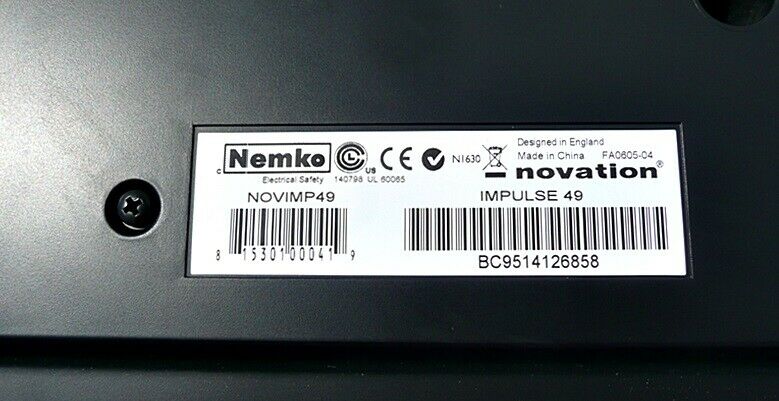 c Nemko US CE N1630
Designed in England
Made in China FA0605-04
Electrical Safety 140798 UL 60065
novation®
NOVIMP49
IMPULSE 49
8 15301 00041 9
BC9514126858